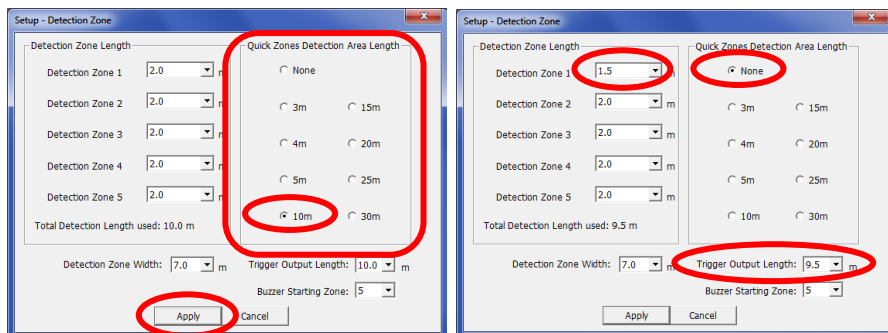 Setup - Detection Zone
Detection Zone Length
Detection Zone 1 2.0 m
Detection Zone 2 2.0 m
Detection Zone 3 2.0 m
Detection Zone 4 2.0 m
Detection Zone 5 2.0 m
Total Detection Length used: 10.0 m
Quick Zones Detection Area Length
None
3m 15m
4m 20m
5m 25m
10m 30m
Detection Zone Width: 7.0 m
Trigger Output Length: 10.0 m
Buzzer Starting Zone: 5
Apply Cancel
Setup - Detection Zone
Detection Zone Length
Detection Zone 1 1.5 m
Detection Zone 2 2.0 m
Detection Zone 3 2.0 m
Detection Zone 4 2.0 m
Detection Zone 5 2.0 m
Total Detection Length used: 9.5 m
Quick Zones Detection Area Length
None
3m 15m
4m 20m
5m 25m
10m 30m
Detection Zone Width: 7.0 m
Trigger Output Length: 9.5 m
Buzzer Starting Zone: 5
Apply Cancel